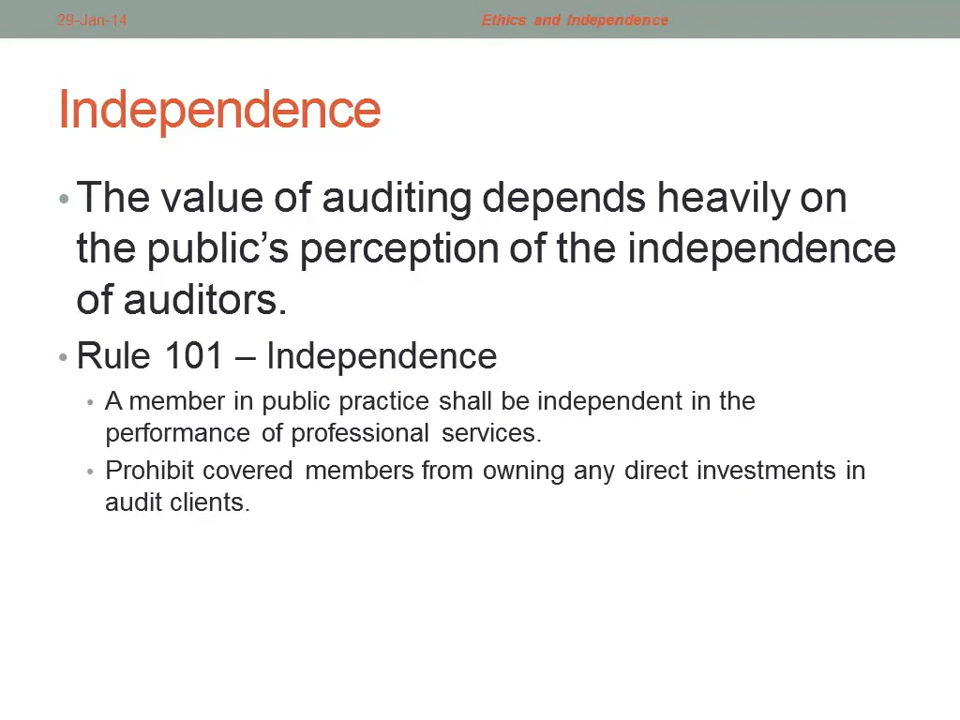 29-Jan-14
Ethics and Independence
Independence
• The value of auditing depends heavily on
the public’s perception of the independence
of auditors.
• Rule 101 – Independence
• A member in public practice shall be independent in the
performance of professional services.
• Prohibit covered members from owning any direct investments in
audit clients.